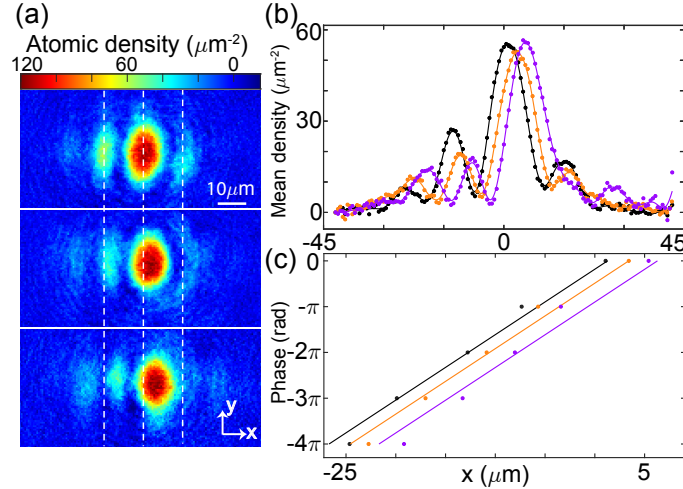 (a)
Atomic density (μm-2)
120 60 0
10μm
y
x
(b)
Mean density (μm-2)
60
30
0
-45 0 45
(c)
Phase (rad)
0
-π
-2π
-3π
-4π
-25 x (μm) 5